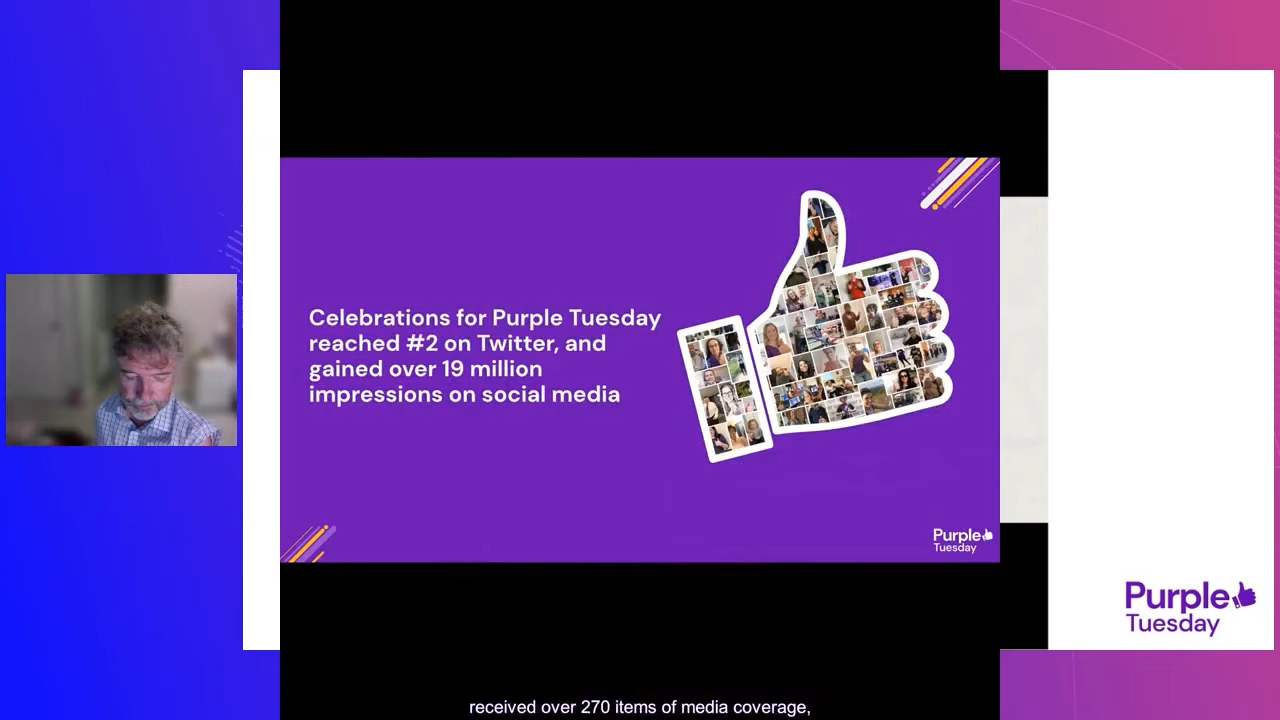 Celebrations for Purple Tuesday
reached #2 on Twitter, and
gained over 19 million
impressions on social media
Purple
Tuesday
Purple
Tuesday
received over 270 items of media coverage,